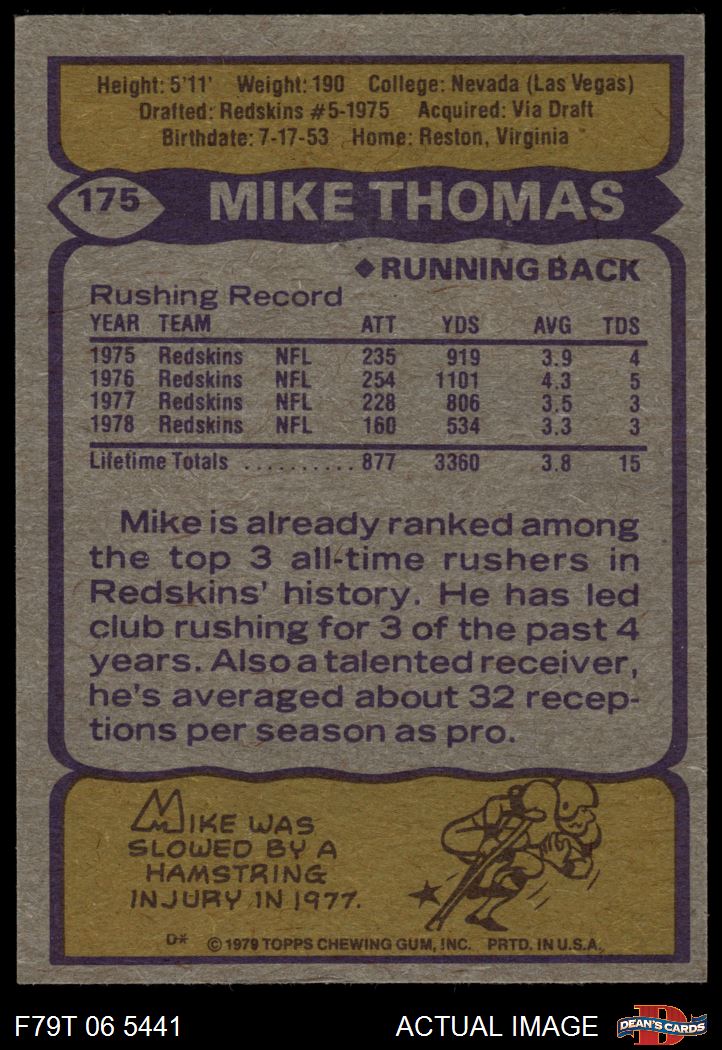 Height: 5'11' Weight: 190 College: Nevada (Las Vegas)
Drafted: Redskins #5-1975 Acquired: Via Draft
Birthdate: 7-17-53 Home: Reston, Virginia
175 MIKE THOMAS
◆RUNNING BACK
Rushing Record
YEAR TEAM ATT YDS AVG TDS
1975 Redskins NFL 235 919 3.9 4
1976 Redskins NFL 254 1101 4.3 5
1977 Redskins NFL 228 806 3.5 3
1978 Redskins NFL 160 534 3.3 3
Lifetime Totals .......... 877 3360 3.8 15
Mike is already ranked among
the top 3 all-time rushers in
Redskins' history. He has led
club rushing for 3 of the past 4
years. Also a talented receiver,
he's averaged about 32 recep-
tions per season as pro.
MIKE WAS
SLOWED BY A
HAMSTRING
INJURY IN 1977.
D* © 1979 TOPPS CHEWING GUM, INC. PRTD. IN U.S.A.
F79T 06 5441 ACTUAL IMAGE D DEAN'S CARDS